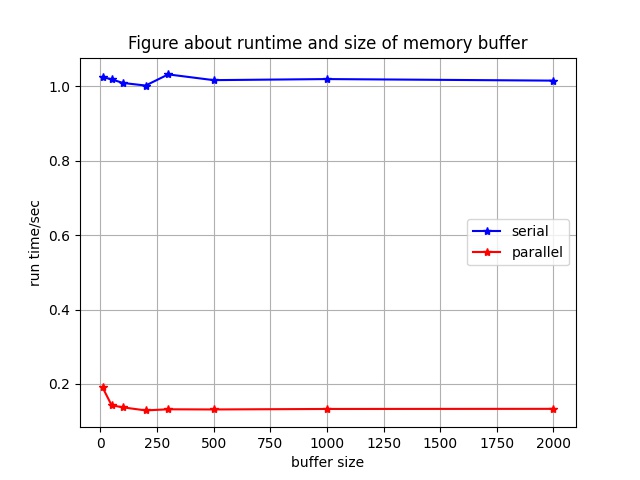 Figure about runtime and size of memory buffer
1.0
0.8
0.6
0.4
0.2
run time/sec
serial
parallel
0 250 500 750 1000 1250 1500 1750 2000
buffer size